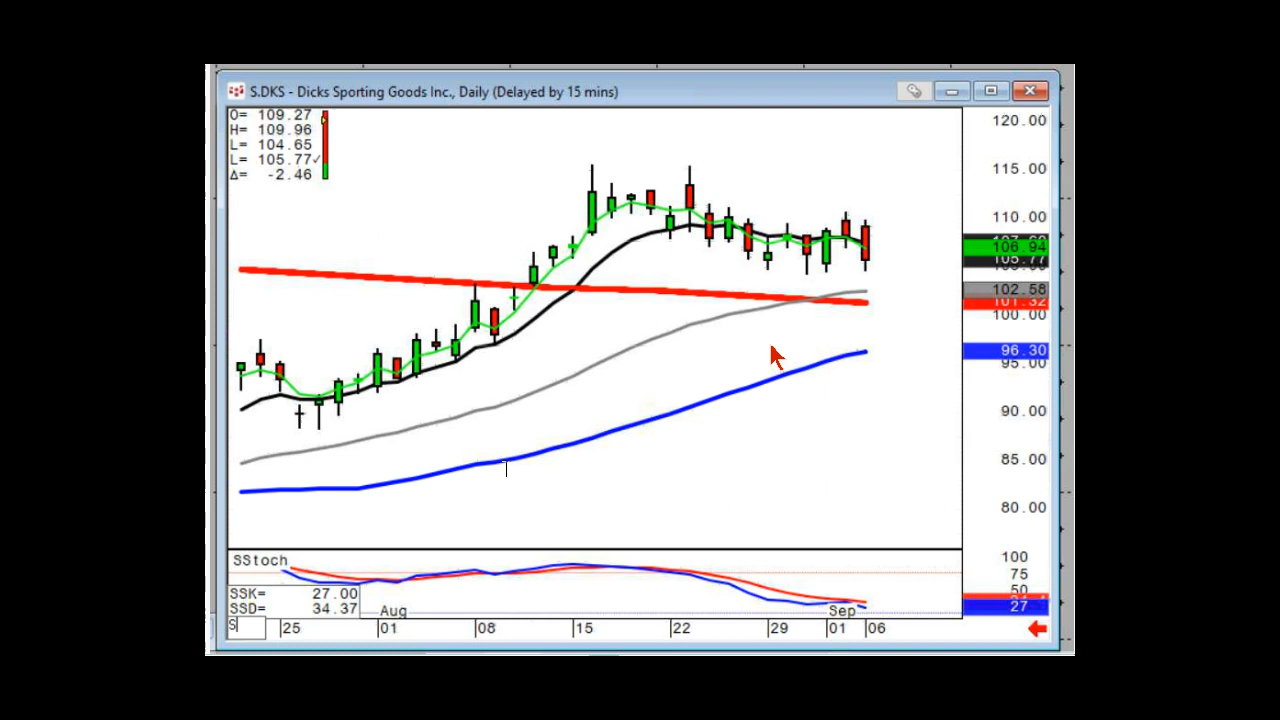 S.DKS - Dicks Sporting Goods Inc., Daily (Delayed by 15 mins)
O= 109.27
H= 109.96
L= 104.65
L= 105.77✓
Δ= -2.46
120.00
115.00
110.00
106.94
105.77
102.58
101.32
100.00
96.30
95.00
90.00
85.00
80.00
SStoch
100
75
50
27
SSK= 27.00
SSD= 34.37
Aug
Sep
S
25
01
08
15
22
29
01
06